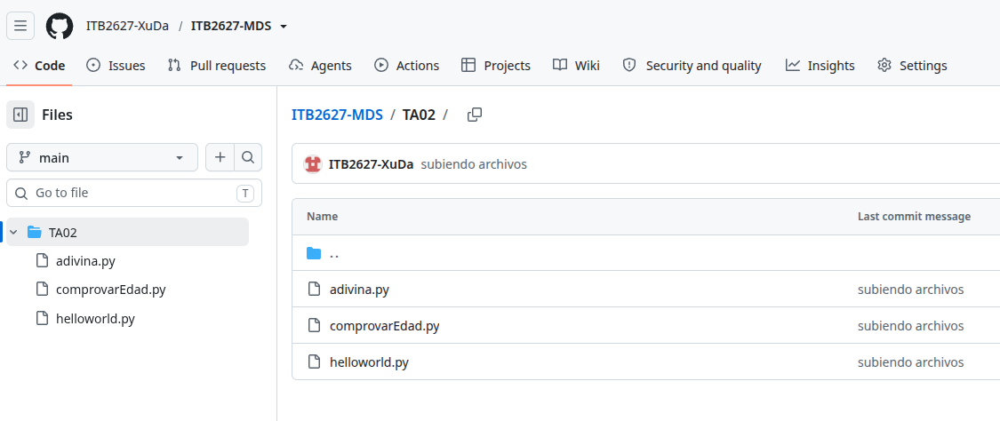 ITB2627-XuDa / ITB2627-MDS
Code Issues Pull requests Agents Actions Projects Wiki Security and quality Insights Settings
Files
main
Go to file T
TA02
adivina.py
comprovarEdad.py
helloworld.py
ITB2627-MDS / TA02 /
ITB2627-XuDa subiendo archivos
Name Last commit message
..
adivina.py subiendo archivos
comprovarEdad.py subiendo archivos
helloworld.py subiendo archivos